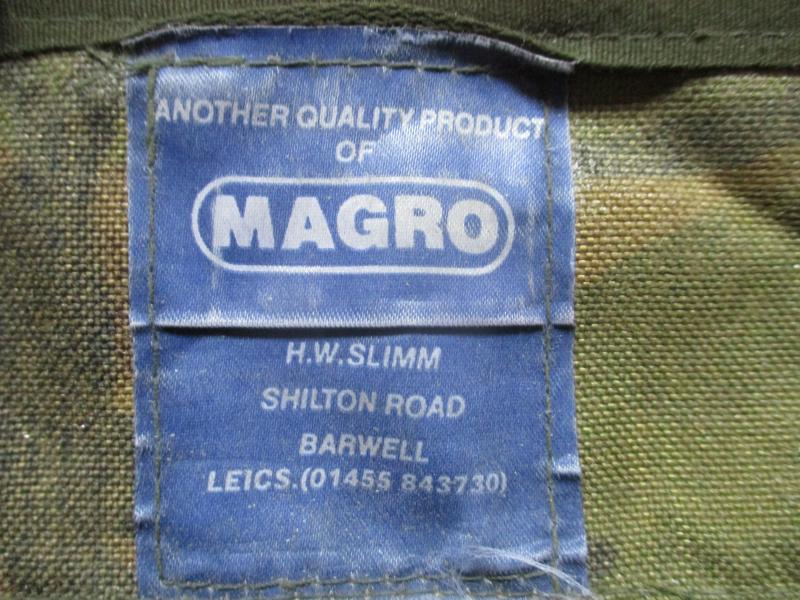 ANOTHER QUALITY PRODUCT
OF
MAGRO
H.W.SLIMM
SHILTON ROAD
BARWELL
LEICS.(01455 843730)